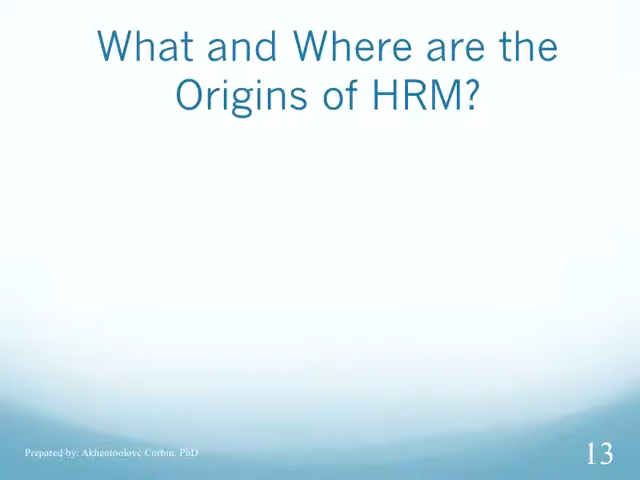 What and Where are the
Origins of HRM?
Prepared by: Akhentoolove Corbin, PhD
13